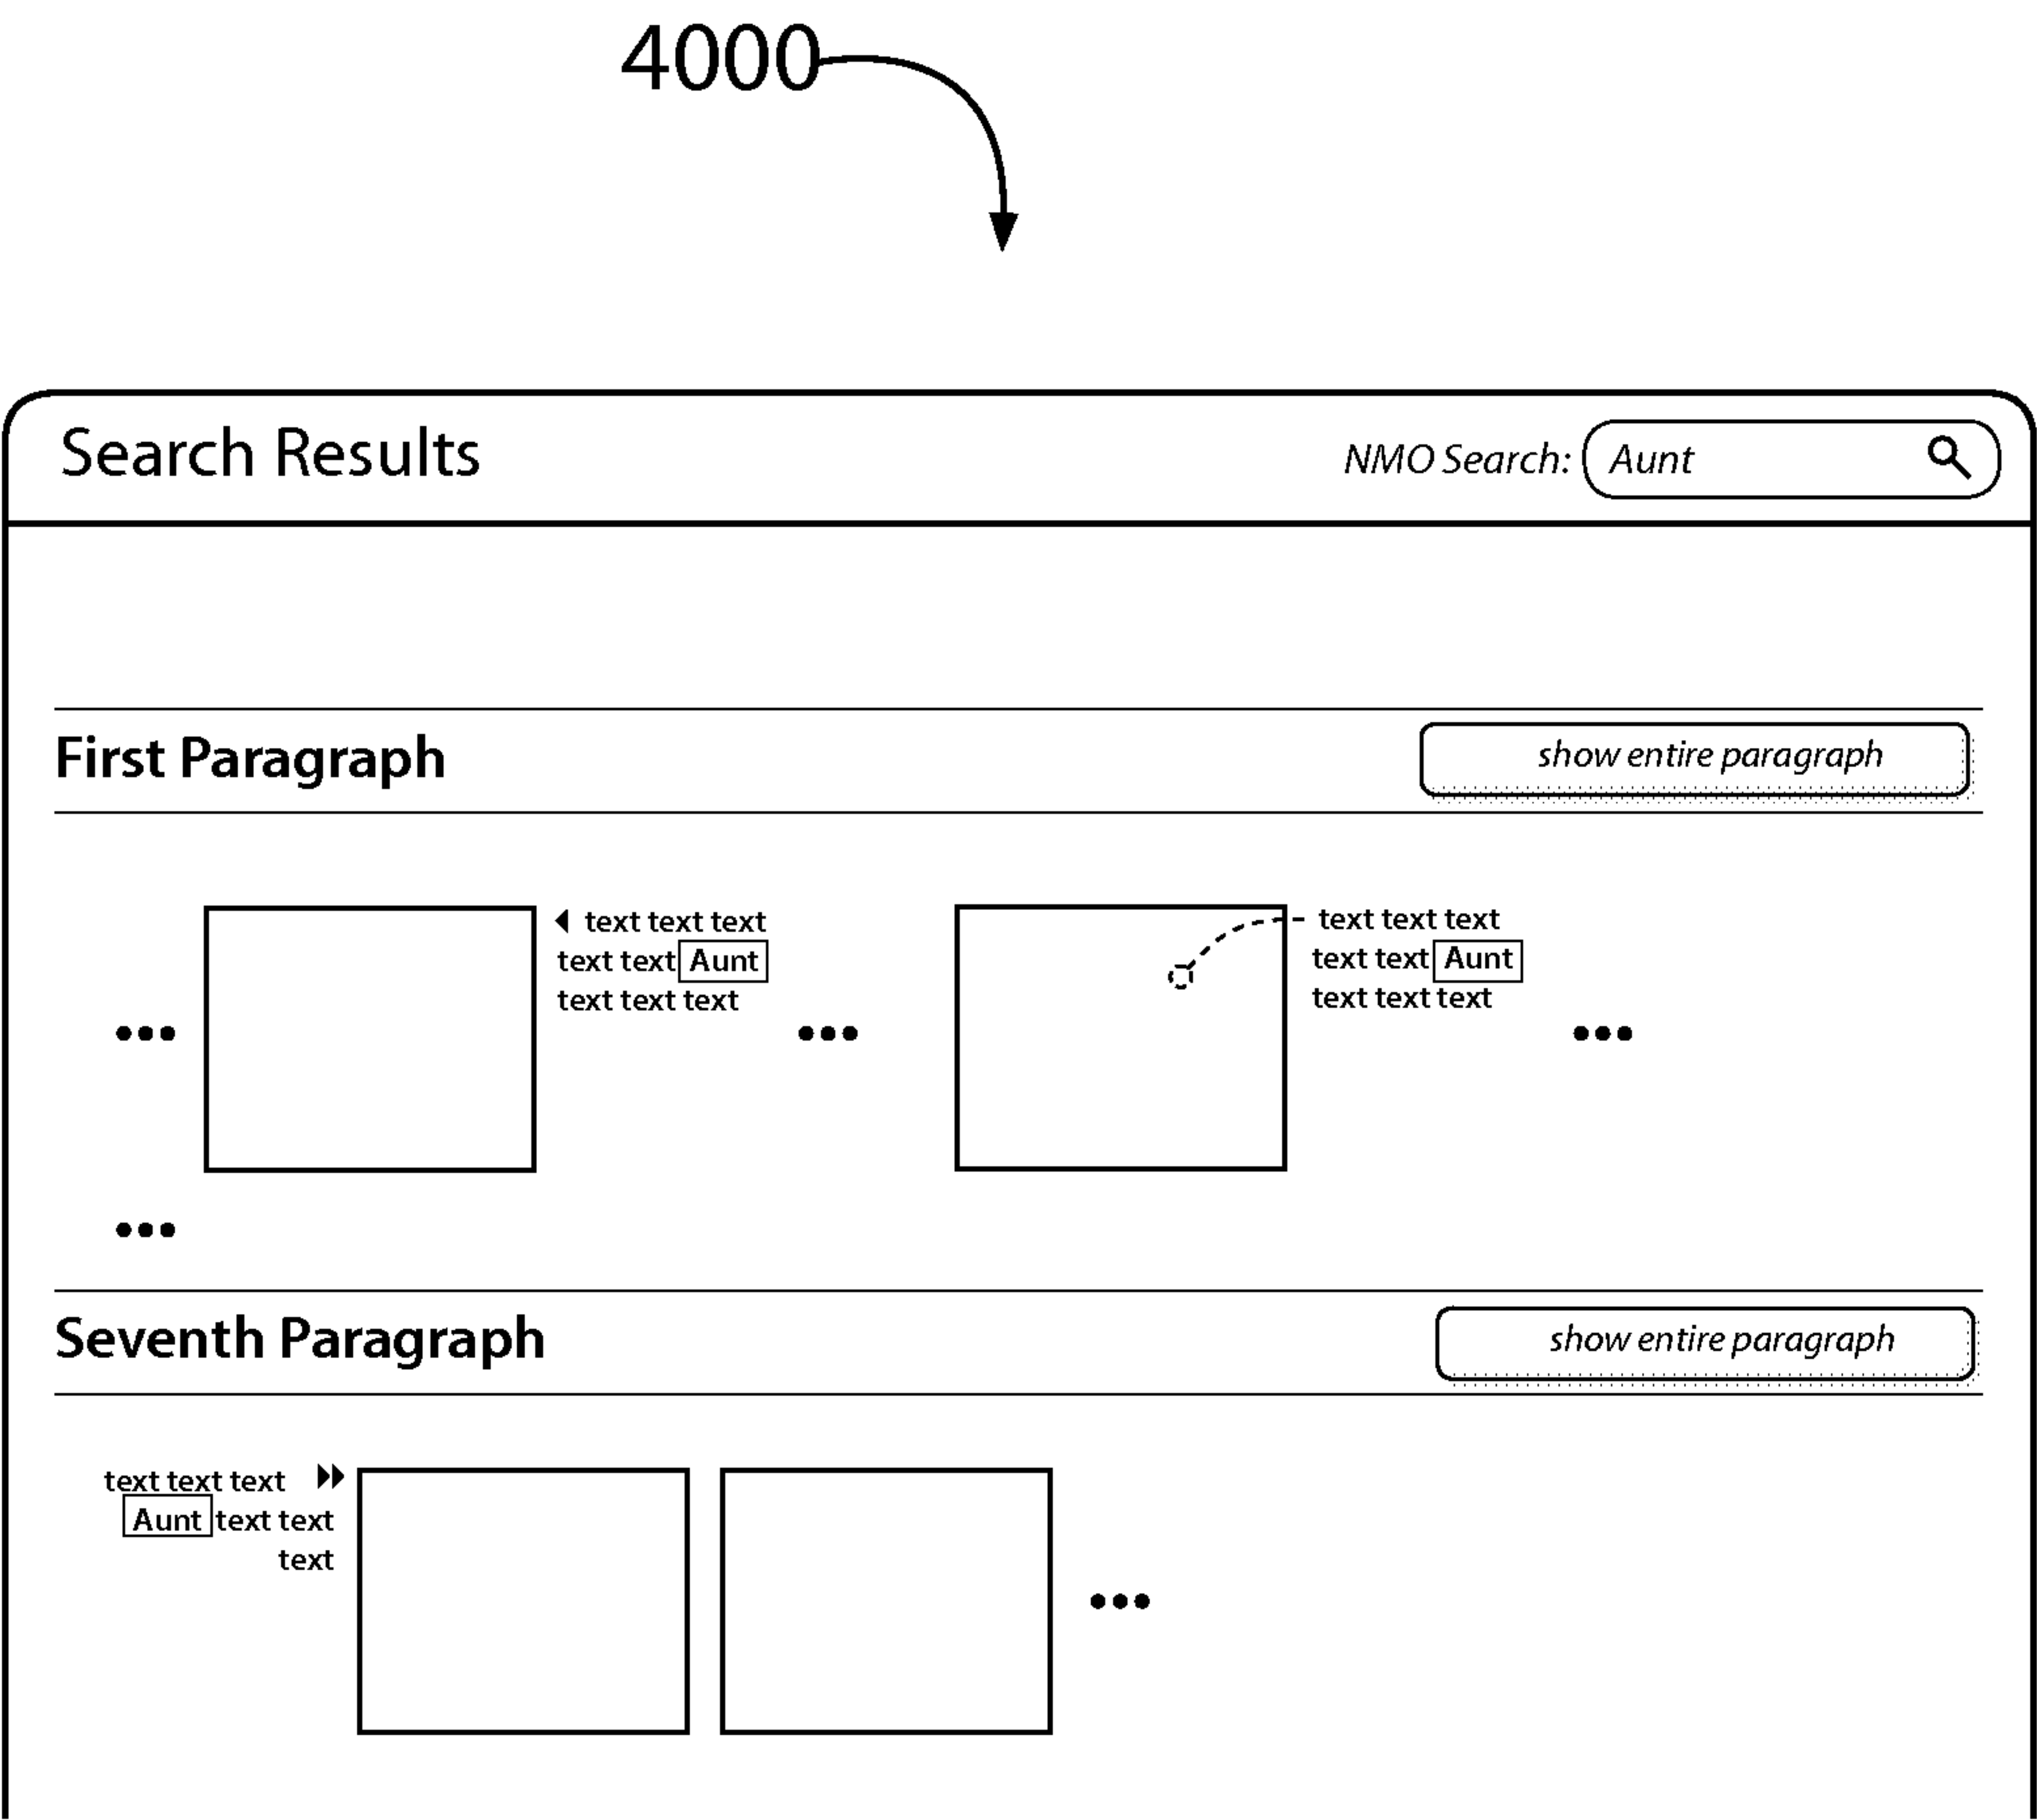 4000
Search Results
NMO Search: Aunt
First Paragraph
show entire paragraph
text text text
text text Aunt
text text text
text text text
text text Aunt
text text text
Seventh Paragraph
show entire paragraph
text text text
Aunt text text
text